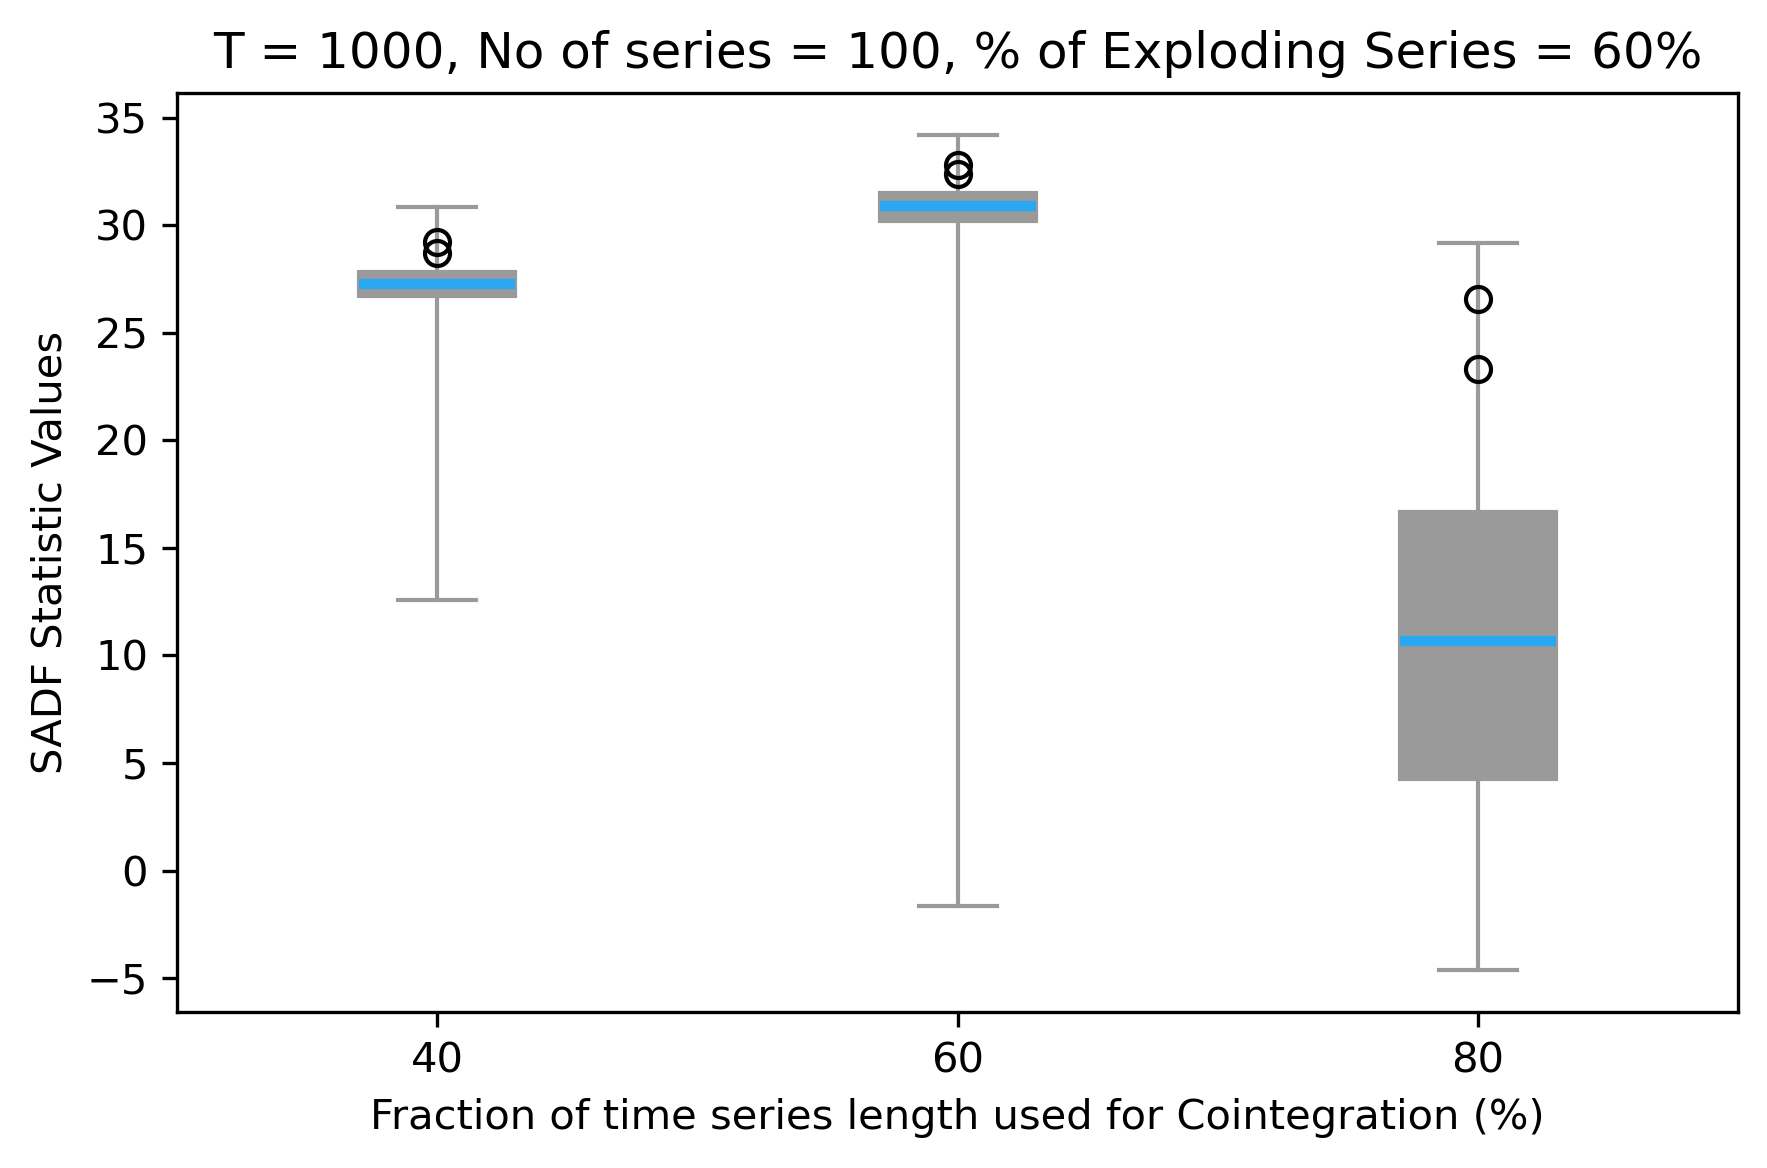 T = 1000, No of series = 100, % of Exploding Series = 60%
35
30
25
20
15
10
5
0
−5
SADF Statistic Values
40 60 80
Fraction of time series length used for Cointegration (%)